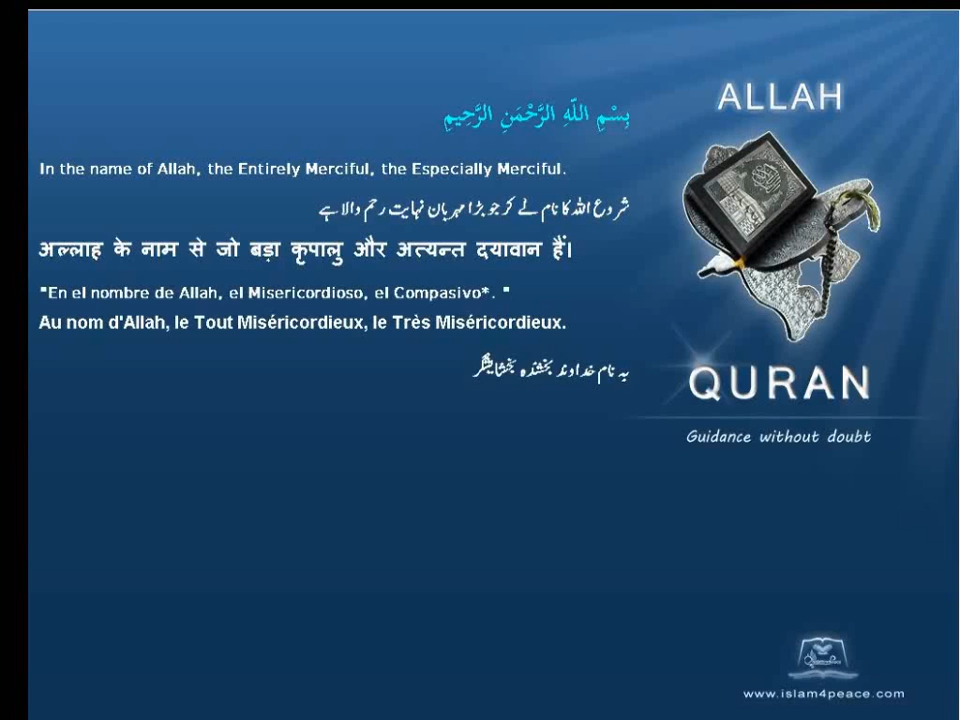 بِسْمِ اللَّهِ الرَّحْمَنِ الرَّحِيمِ
In the name of Allah, the Entirely Merciful, the Especially Merciful.
شروع الله کا نام لے کر جو بڑا مہربان نہایت رحم والا ہے
अल्लाह के नाम से जो बड़ा कृपालु और अत्यन्त दयावान हैं।
"En el nombre de Allah, el Misericordioso, el Compasivo*. "
Au nom d'Allah, le Tout Miséricordieux, le Très Miséricordieux.
به نام خداوند بخشنده بخشایشگر
ALLAH
QURAN
Guidance without doubt
www.islam4peace.com